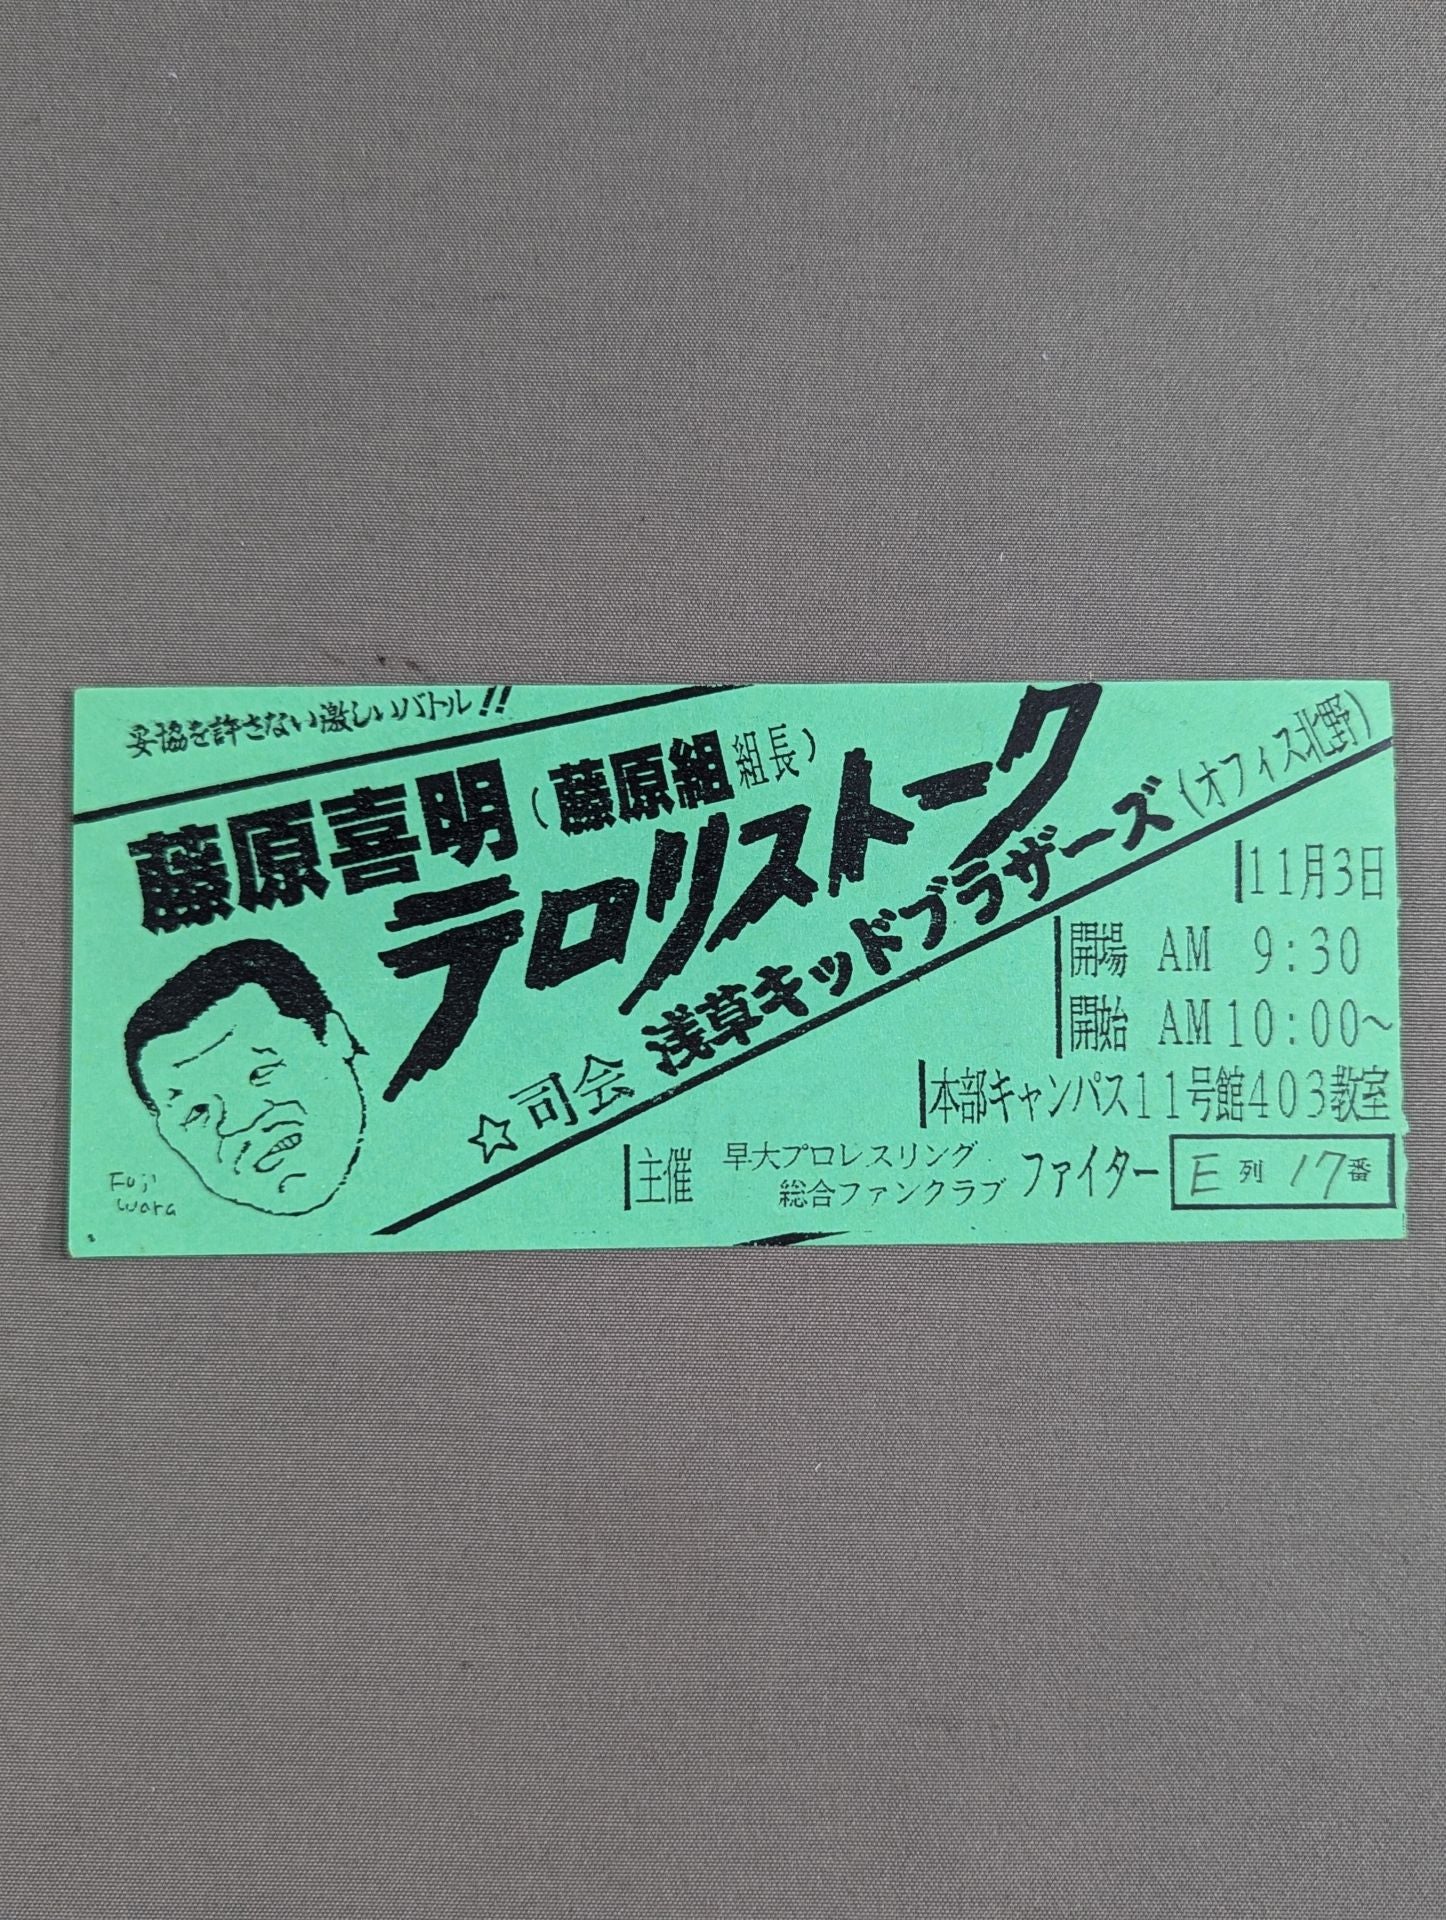 妥協を許さない激しいバトル!!
藤原喜明(藤原組組長)
テロリストーク
☆司会 浅草キッドブラザーズ(オフィス北野)
11月3日
開場 AM 9:30
開始 AM10:00~
本部キャンパス11号館403教室
主催 早大プロレスリング
総合ファンクラブ ファイター E列 17番
Fuji
wara